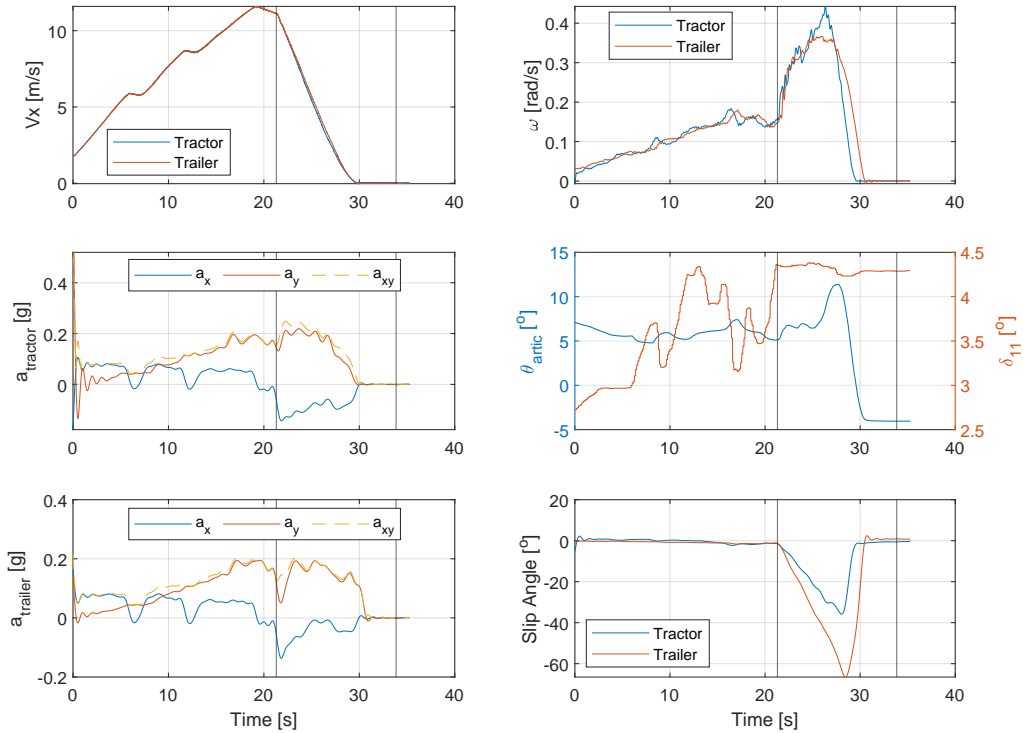 Vx [m/s]
10
5
0
0 10 20 30 40
Tractor
Trailer
ω [rad/s]
0.4
0.3
0.2
0.1
0
0 10 20 30 40
Tractor
Trailer
a_tractor [g]
0.4
0.2
0
0 10 20 30 40
a_x a_y a_xy
θ_artic [°]
15
10
5
0
-5
0 10 20 30 40
4.5
4
3.5
3
2.5
δ_11 [°]
a_trailer [g]
0.4
0.2
0
-0.2
0 10 20 30 40
Time [s]
a_x a_y a_xy
Slip Angle [°]
20
0
-20
-40
-60
0 10 20 30 40
Time [s]
Tractor
Trailer